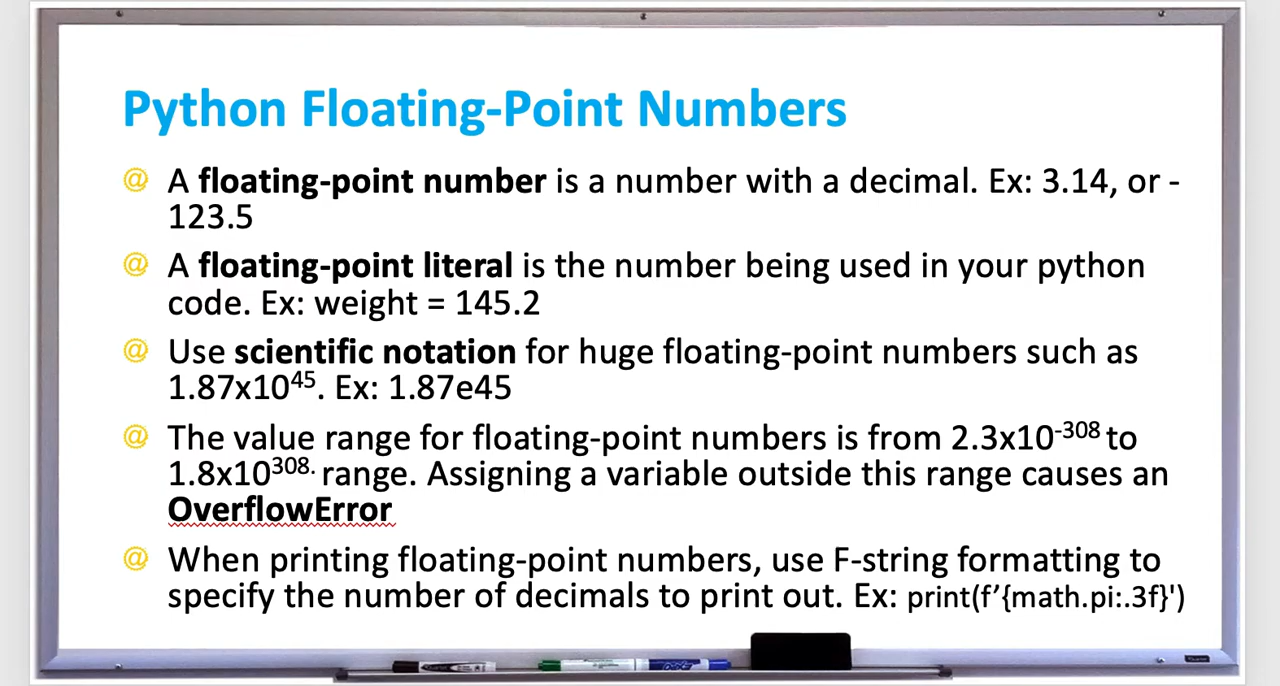 Python Floating-Point Numbers
@ A floating-point number is a number with a decimal. Ex: 3.14, or -
123.5
@ A floating-point literal is the number being used in your python
code. Ex: weight = 145.2
@ Use scientific notation for huge floating-point numbers such as
1.87x10⁴⁵. Ex: 1.87e45
@ The value range for floating-point numbers is from 2.3x10⁻³⁰⁸ to
1.8x10³⁰⁸· range. Assigning a variable outside this range causes an
OverflowError
@ When printing floating-point numbers, use F-string formatting to
specify the number of decimals to print out. Ex: print(f’{math.pi:.3f}')